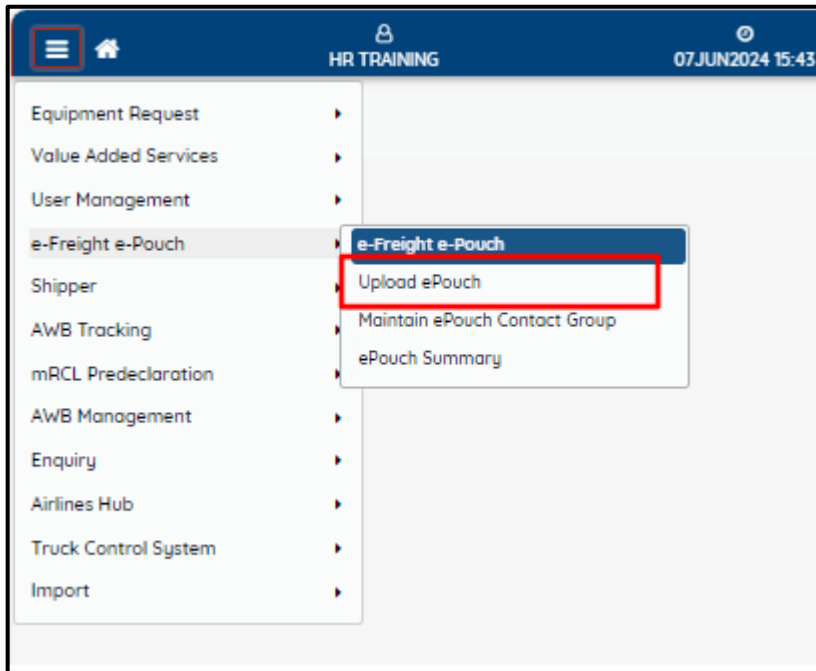 HR TRAINING
07JUN2024 15:43
Equipment Request
Value Added Services
User Management
e-Freight e-Pouch
Shipper
AWB Tracking
mRCL Predeclaration
AWB Management
Enquiry
Airlines Hub
Truck Control System
Import
e-Freight e-Pouch
Upload ePouch
Maintain ePouch Contact Group
ePouch Summary